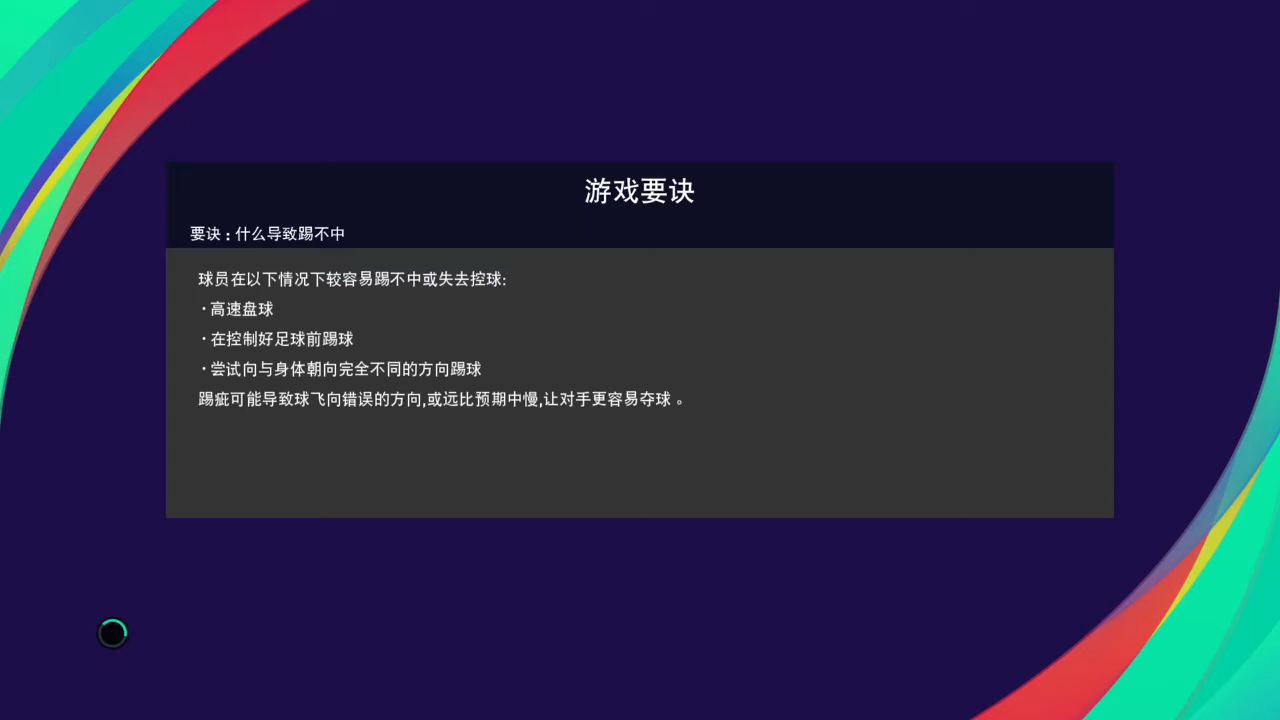 游戏要诀
要诀：什么导致踢不中
球员在以下情况下较容易踢不中或失去控球:
·高速盘球
·在控制好足球前踢球
·尝试向与身体朝向完全不同的方向踢球
踢疵可能导致球飞向错误的方向,或远比预期中慢,让对手更容易夺球。